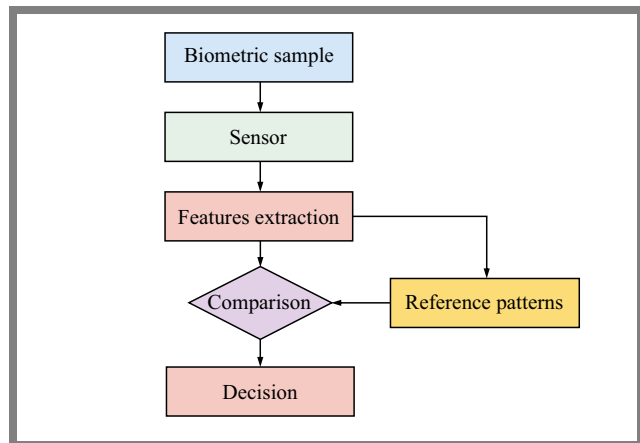 Biometric sample
Sensor
Features extraction
Comparison
Reference patterns
Decision